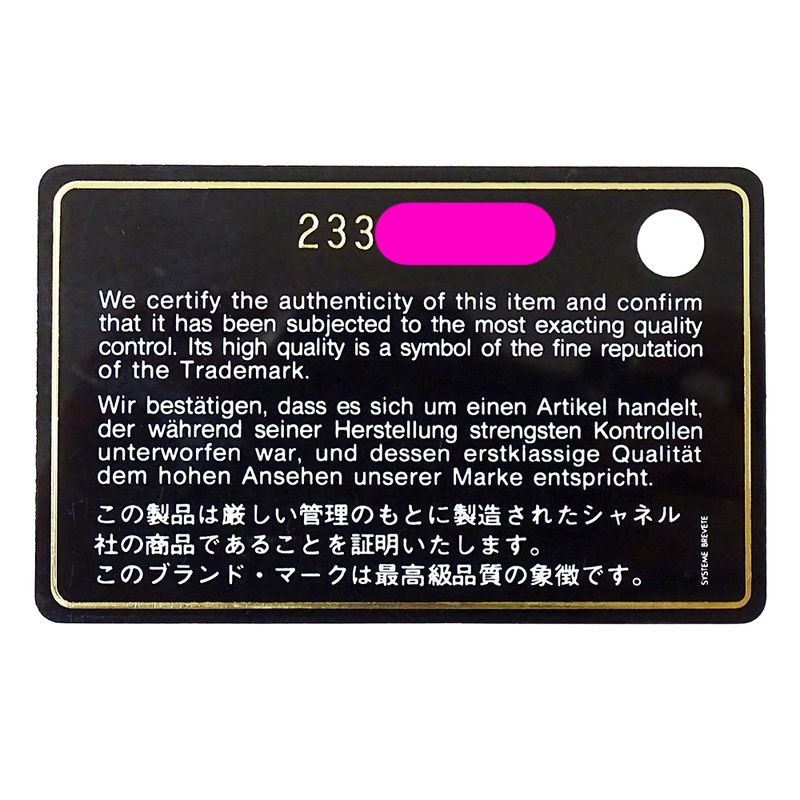 233
We certify the authenticity of this item and confirm
that it has been subjected to the most exacting quality
control. Its high quality is a symbol of the fine reputation
of the Trademark.
Wir bestätigen, dass es sich um einen Artikel handelt,
der während seiner Herstellung strengsten Kontrollen
unterworfen war, und dessen erstklassige Qualität
dem hohen Ansehen unserer Marke entspricht.
この製品は厳しい管理のもとに製造されたシャネル
社の商品であることを証明いたします。
このブランド・マークは最高級品質の象徴です。
SYSTEME BREVETE